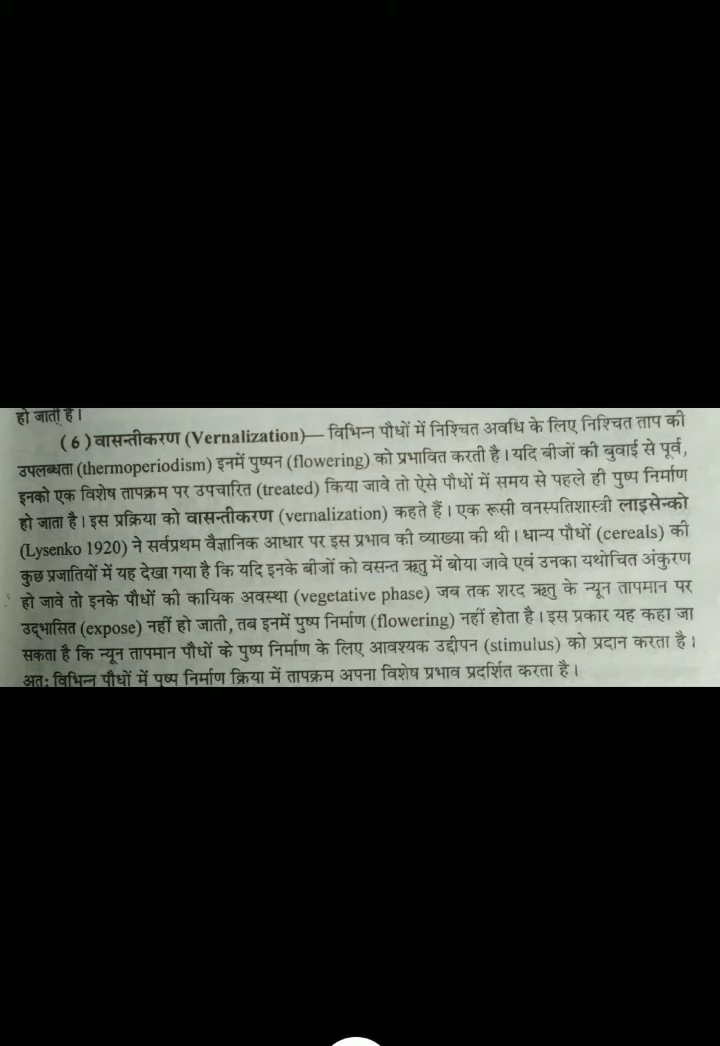 हो जाती है।
(6) वासन्तीकरण (Vernalization)— विभिन्न पौधों में निश्चित अवधि के लिए निश्चित ताप की
उपलब्धता (thermoperiodism) इनमें पुष्पन (flowering) को प्रभावित करती है। यदि बीजों की बुवाई से पूर्व,
इनको एक विशेष तापक्रम पर उपचारित (treated) किया जावे तो ऐसे पौधों में समय से पहले ही पुष्प निर्माण
हो जाता है। इस प्रक्रिया को वासन्तीकरण (vernalization) कहते हैं। एक रूसी वनस्पतिशास्त्री लाइसेन्को
(Lysenko 1920) ने सर्वप्रथम वैज्ञानिक आधार पर इस प्रभाव की व्याख्या की थी। धान्य पौधों (cereals) की
कुछ प्रजातियों में यह देखा गया है कि यदि इनके बीजों को वसन्त ऋतु में बोया जावे एवं उनका यथोचित अंकुरण
हो जावे तो इनके पौधों की कायिक अवस्था (vegetative phase) जब तक शरद ऋतु के न्यून तापमान पर
उद्भासित (expose) नहीं हो जाती, तब इनमें पुष्प निर्माण (flowering) नहीं होता है। इस प्रकार यह कहा जा
सकता है कि न्यून तापमान पौधों के पुष्प निर्माण के लिए आवश्यक उद्दीपन (stimulus) को प्रदान करता है।
अत: विभिन्न पौधों में पुष्प निर्माण क्रिया में तापक्रम अपना विशेष प्रभाव प्रदर्शित करता है।